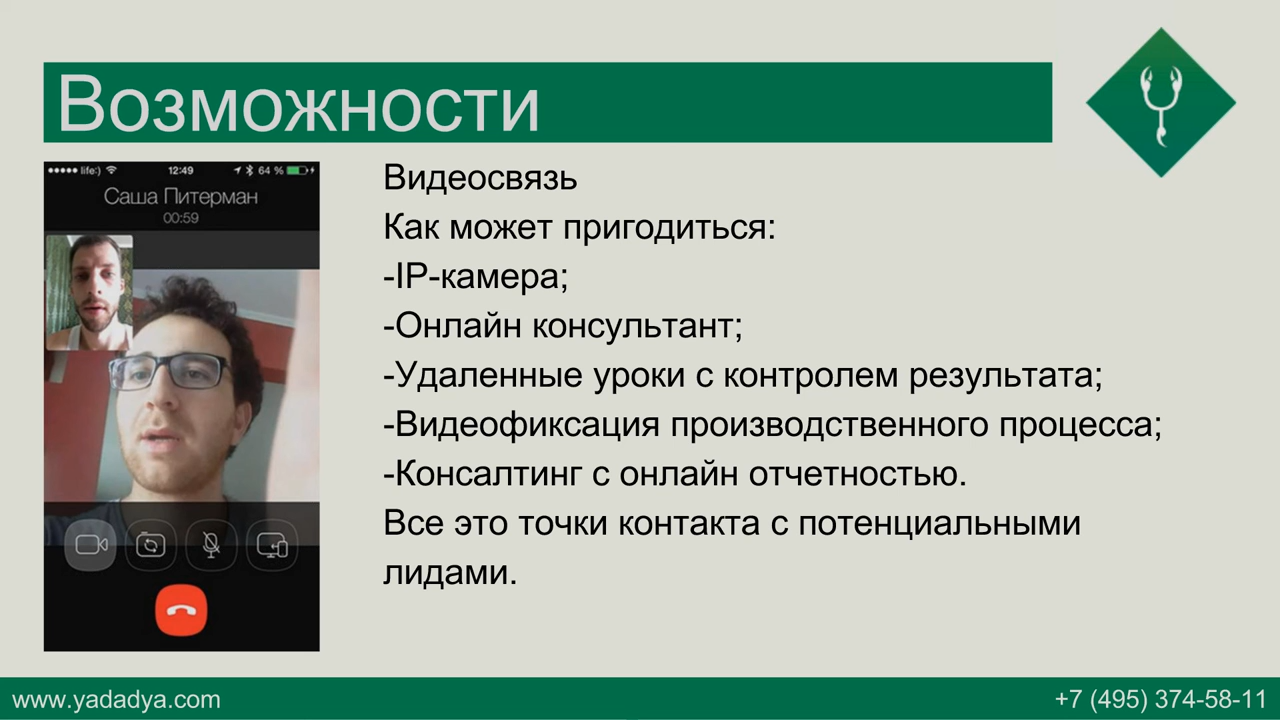 Возможности
life:) 12:49 64 %
Саша Питерман
00:59
Видеосвязь
Как может пригодиться:
-IP-камера;
-Онлайн консультант;
-Удаленные уроки с контролем результата;
-Видеофиксация производственного процесса;
-Консалтинг с онлайн отчетностью.
Все это точки контакта с потенциальными
лидами.
www.yadadya.com +7 (495) 374-58-11